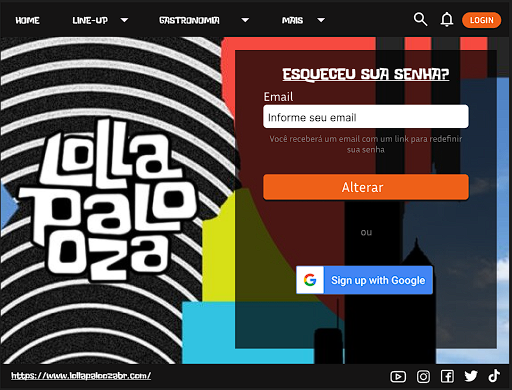 HOME LINE-UP GASTRONOMIA MAIS LOGIN
LOLLA
PALO
OZA
ESQUECEU SUA SENHA?
Email
Informe seu email
Você receberá um email com um link para redefinir
sua senha
Alterar
ou
Sign up with Google
https://www.lollapaloozabr.com/